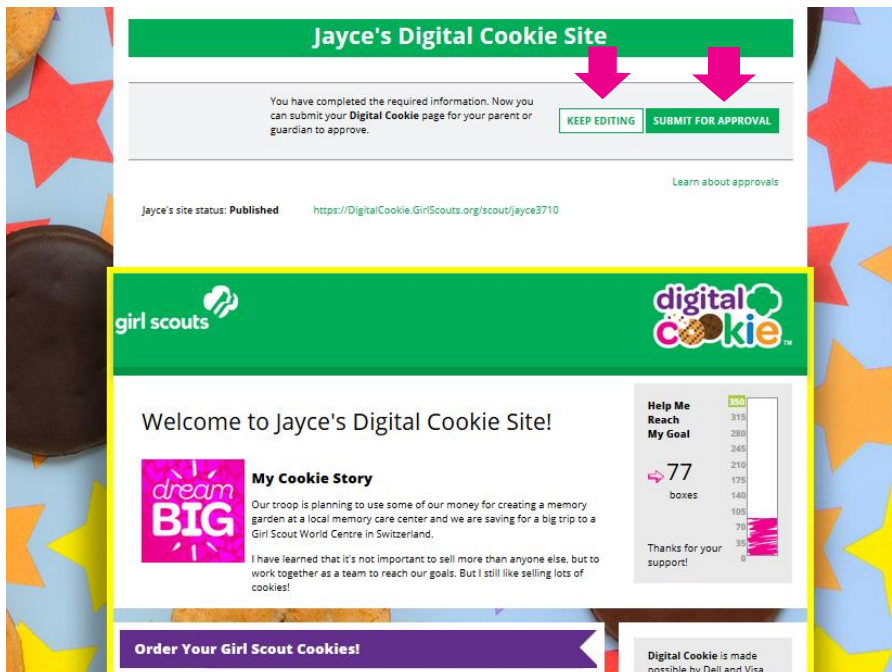 Jayce's Digital Cookie Site
You have completed the required information. Now you
can submit your Digital Cookie page for your parent or
guardian to approve.
KEEP EDITING
SUBMIT FOR APPROVAL
Learn about approvals
Jayce's site status: Published
https://DigitalCookie.GirlScouts.org/scout/jayce3710
girl scouts
digital
cookie™
Welcome to Jayce's Digital Cookie Site!
dream
BIG
My Cookie Story
Our troop is planning to use some of our money for creating a memory
garden at a local memory care center and we are saving for a big trip to a
Girl Scout World Centre in Switzerland.
I have learned that it's not important to sell more than anyone else, but to
work together as a team to reach our goals. But I still like selling lots of
cookies!
Help Me
Reach
My Goal
77
boxes
Thanks for your
support!
350
315
280
245
210
175
140
105
70
35
0
Order Your Girl Scout Cookies!
Digital Cookie is made
possible by Dell and Visa